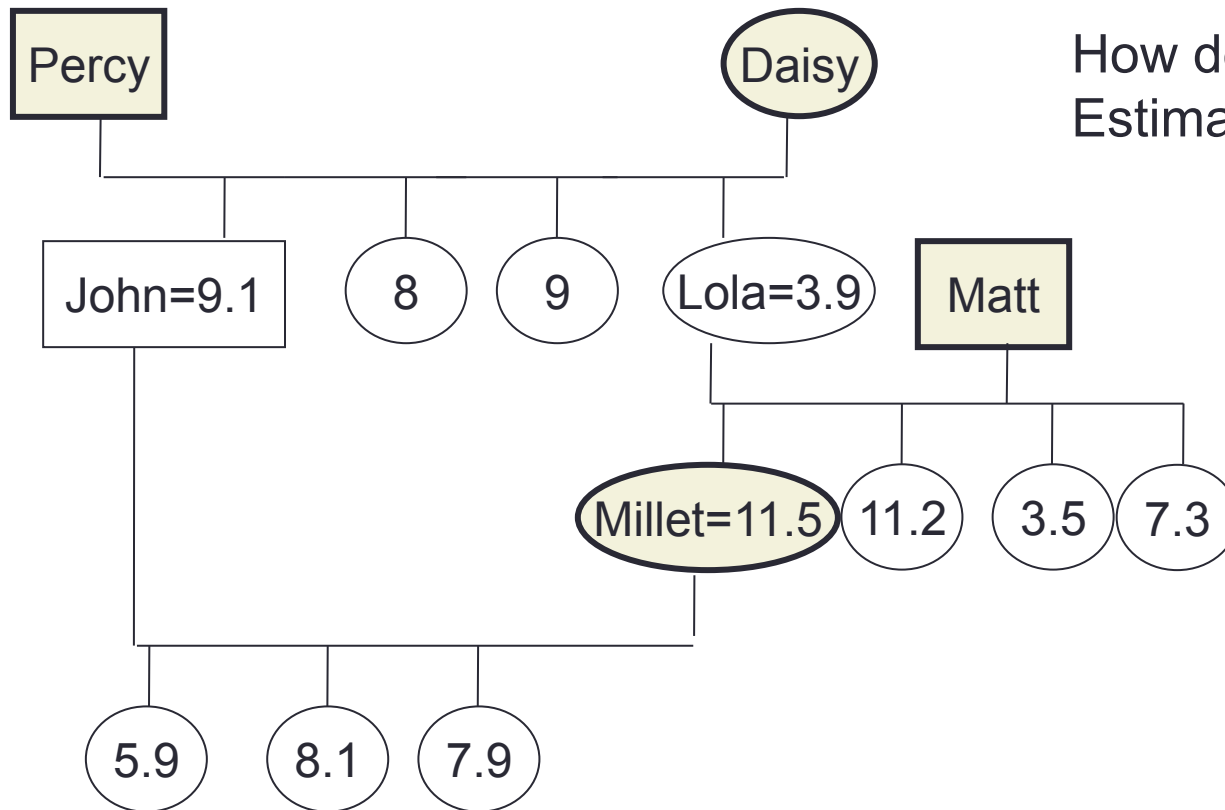 Percy
Daisy
How d
Estima
John=9.1
8
9
Lola=3.9
Matt
Millet=11.5
11.2
3.5
7.3
5.9
8.1
7.9